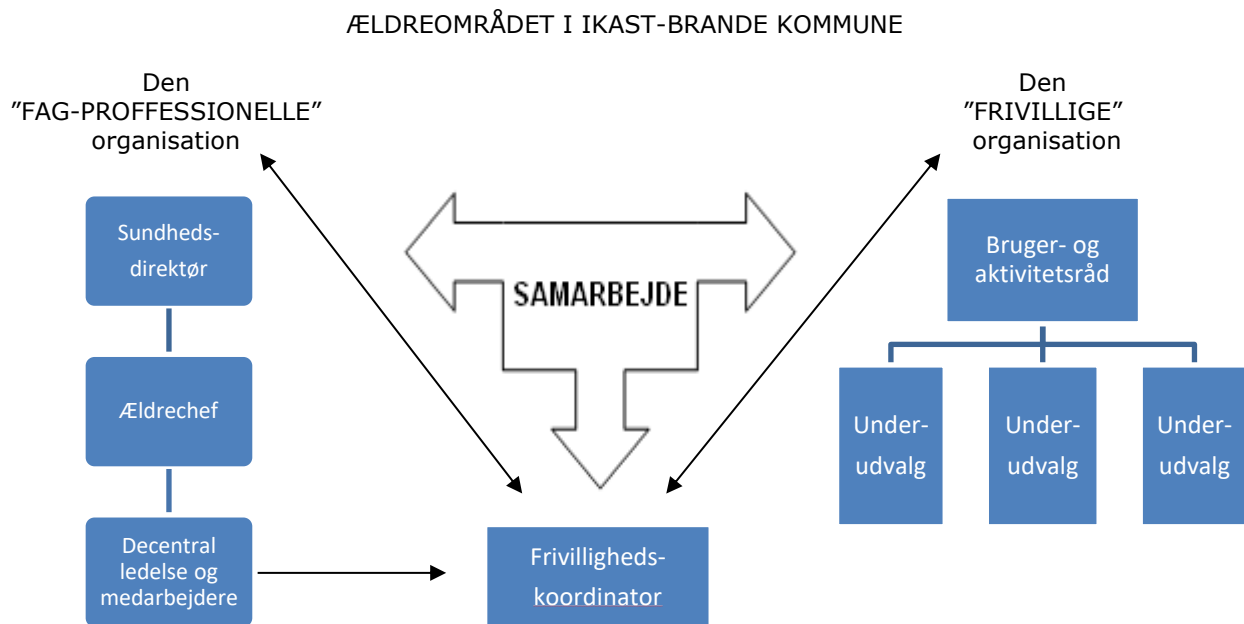 ÆLDREOMRÅDET I IKAST-BRANDE KOMMUNE
Den
”FAG-PROFFESSIONELLE”
organisation
Den
”FRIVILLIGE”
organisation
Sundheds-
direktør
Ældrechef
Decentral
ledelse og
medarbejdere
SAMARBEJDE
Frivilligheds-
koordinator
Bruger- og
aktivitetsråd
Under-
udvalg
Under-
udvalg
Under-
udvalg